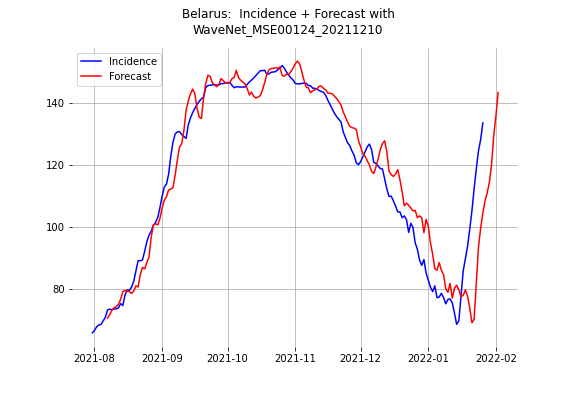 Belarus:  Incidence + Forecast with
WaveNet_MSE00124_20211210
Incidence
Forecast
140
120
100
80
2021-08
2021-09
2021-10
2021-11
2021-12
2022-01
2022-02